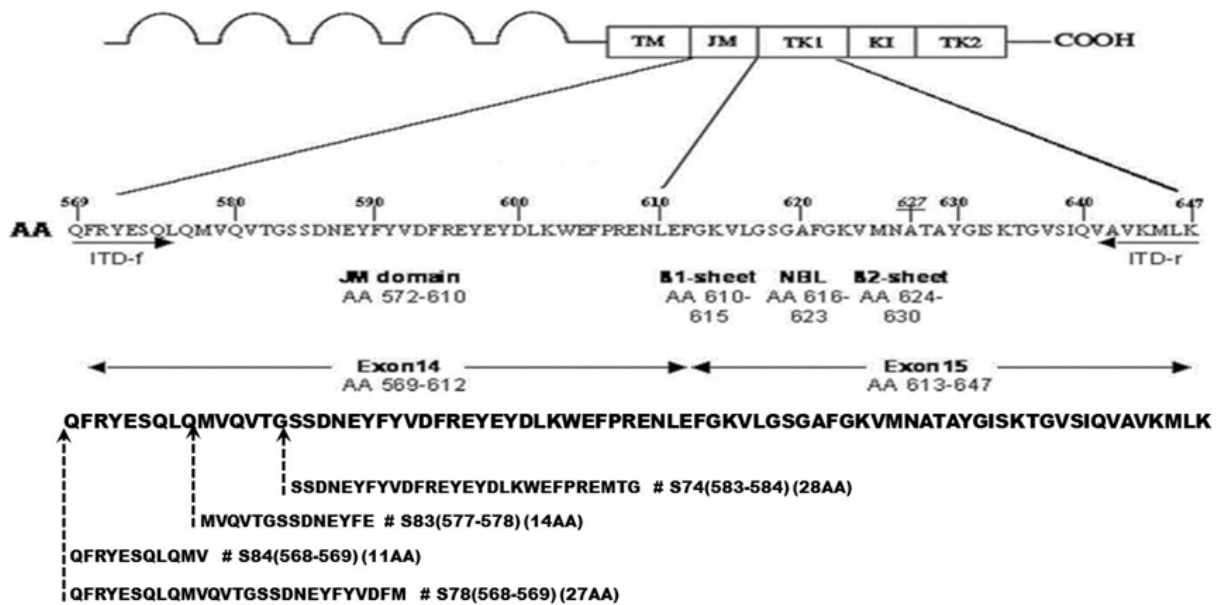 TM JM TK1 KI TK2 COOH
569 580 590 600 610 620 627 630 640 647
AA QFRYESQLQMVQVTGSSDNEYFYVDFREYEYDLKWEFPRENLEFGKVLGSGAFGKVMNATAYGISKTGVSIQVAVKMLK
ITD-f ITD-r
JM domain ß1-sheet NBL ß2-sheet
AA 572-610 AA 610- AA 616- AA 624-
615 623 630
Exon14 Exon15
AA 569-612 AA 613-647
QFRYESQLQMVQVTGSSDNEYFYVDFREYEYDLKWEFPRENLEFGKVLGSGAFGKVMNATAYGISKTGVSIQVAVKMLK
SSDNEYFYVDFREYEYDLKWEFPREMTG # S74(583-584) (28AA)
MVQVTGSSDNEYFE # S83(577-578) (14AA)
QFRYESQLQMV # S84(568-569) (11AA)
QFRYESQLQMVQVTGSSDNEYFYVDFM # S78(568-569) (27AA)